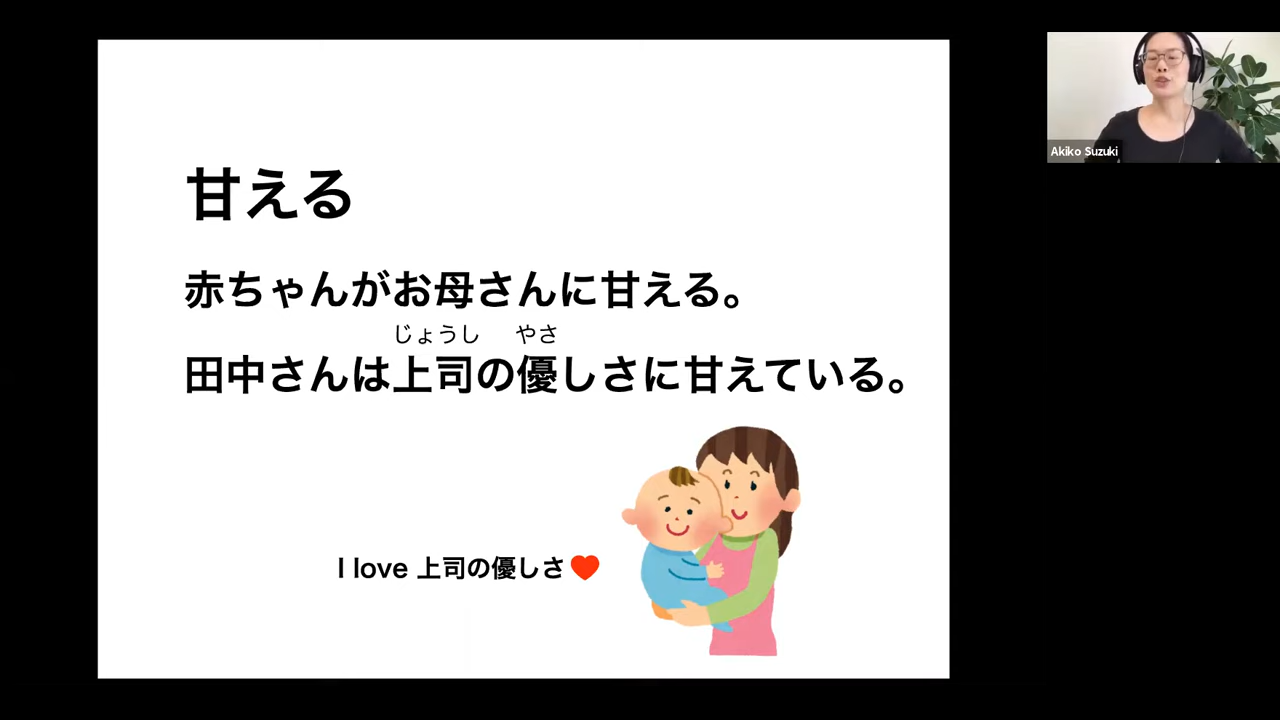 甘える
赤ちゃんがお母さんに甘える。
じょうし やさ
田中さんは上司の優しさに甘えている。
I love 上司の優しさ❤
Akiko Suzuki